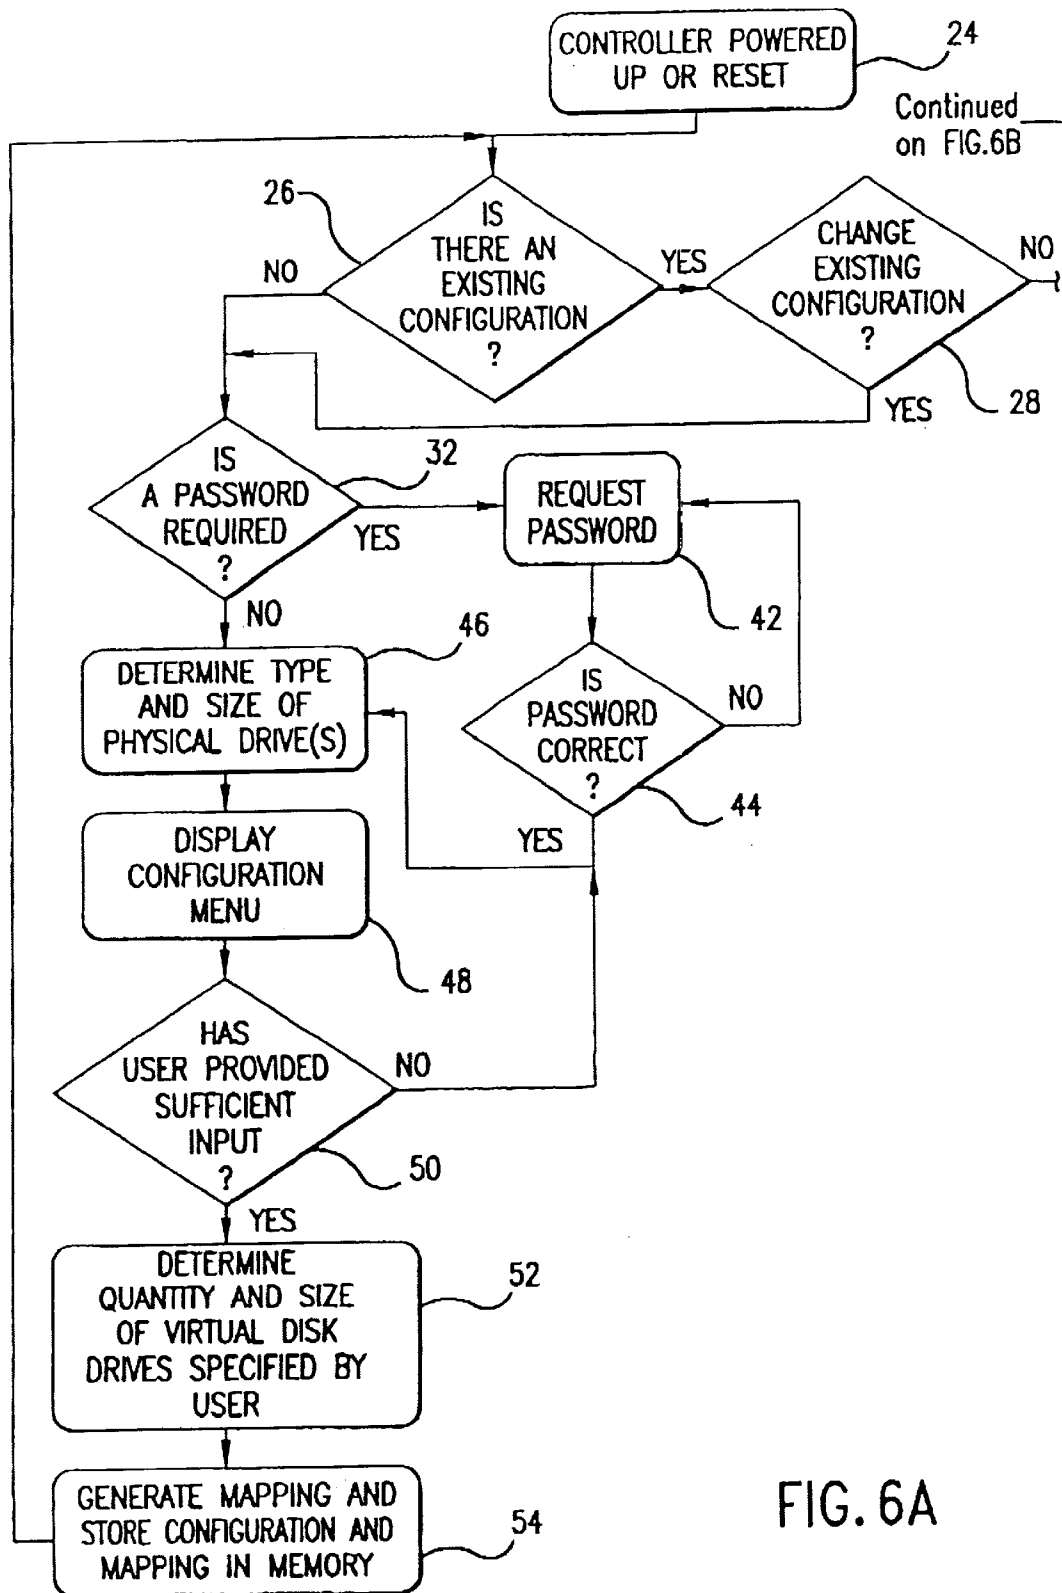 CONTROLLER POWERED
UP OR RESET
24
Continued
on FIG.6B
26
IS
THERE AN
EXISTING
CONFIGURATION
?
NO
YES
CHANGE
EXISTING
CONFIGURATION
?
NO
YES
28
IS
A PASSWORD
REQUIRED
?
32
YES
NO
REQUEST
PASSWORD
42
IS
PASSWORD
CORRECT
?
NO
44
YES
46
DETERMINE TYPE
AND SIZE OF
PHYSICAL DRIVE(S)
DISPLAY
CONFIGURATION
MENU
48
HAS
USER PROVIDED
SUFFICIENT
INPUT
?
NO
50
YES
DETERMINE
QUANTITY AND SIZE
OF VIRTUAL DISK
DRIVES SPECIFIED BY
USER
52
GENERATE MAPPING AND
STORE CONFIGURATION AND
MAPPING IN MEMORY
54
FIG. 6A